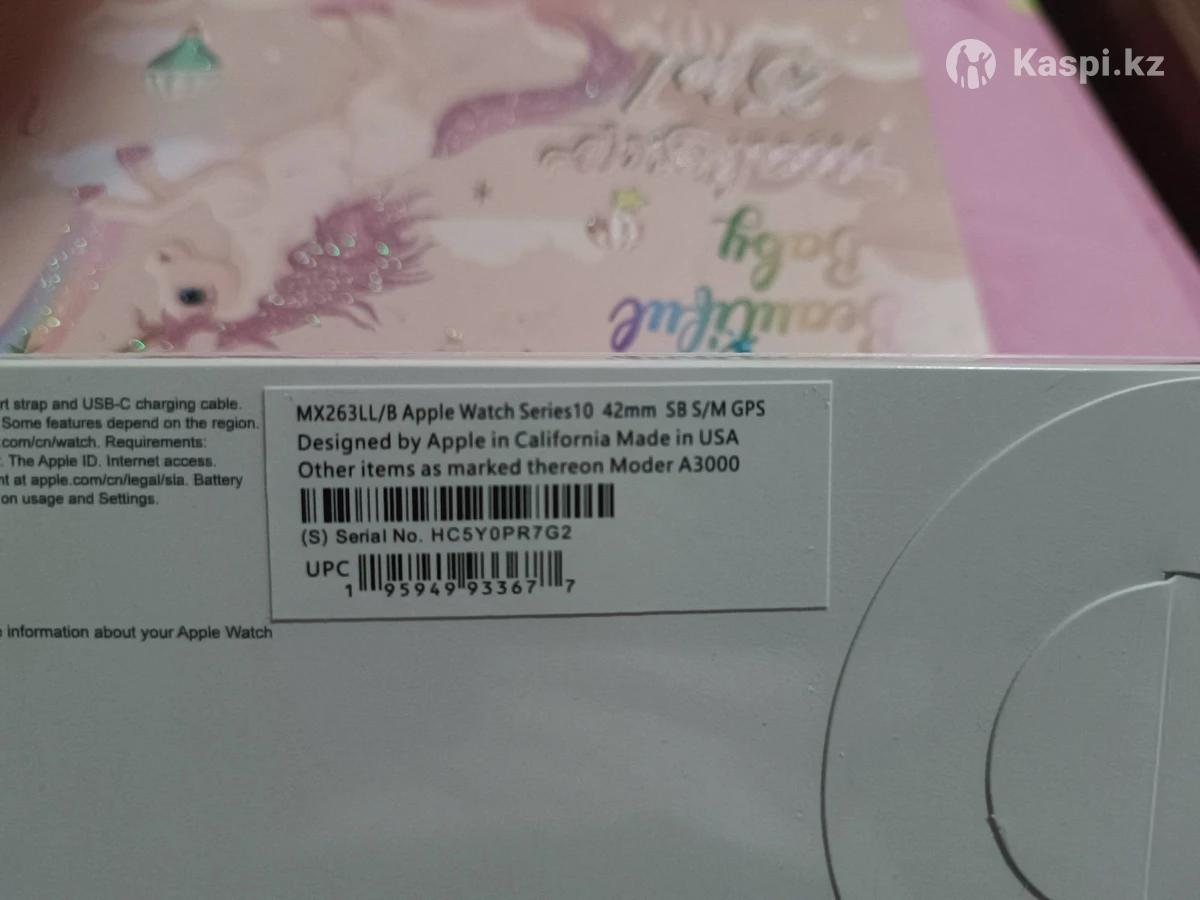 Kaspi.kz
Baby
Beautiful
rt strap and USB-C charging cable.
Some features depend on the region.
.com/cn/watch. Requirements:
. The Apple ID. Internet access.
nt at apple.com/cn/legal/sla. Battery
on usage and Settings.
e information about your Apple Watch
MX263LL/B Apple Watch Series10 42mm SB S/M GPS
Designed by Apple in California Made in USA
Other items as marked thereon Moder A3000
(S) Serial No. HC5Y0PR7G2
UPC
1 95949 93367 7